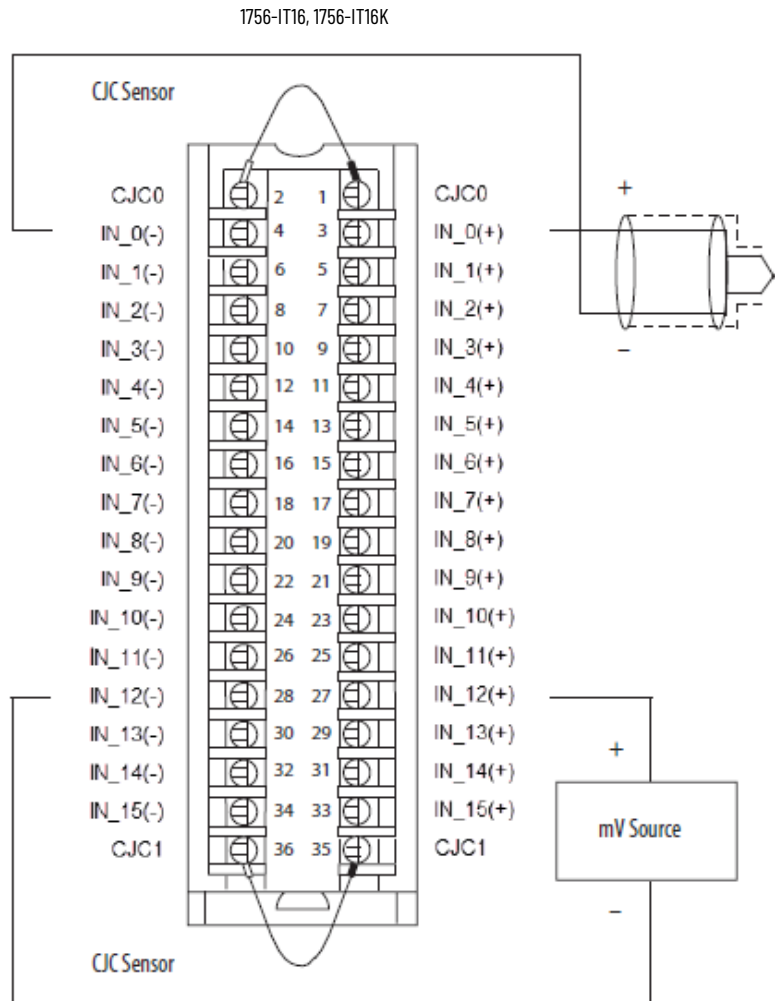 1756-IT16, 1756-IT16K
CJC Sensor
CJC0 2 1 CJC0
+
IN_0(-) 4 3 IN_0(+)
IN_1(-) 6 5 IN_1(+)
IN_2(-) 8 7 IN_2(+)
IN_3(-) 10 9 IN_3(+)
–
IN_4(-) 12 11 IN_4(+)
IN_5(-) 14 13 IN_5(+)
IN_6(-) 16 15 IN_6(+)
IN_7(-) 18 17 IN_7(+)
IN_8(-) 20 19 IN_8(+)
IN_9(-) 22 21 IN_9(+)
IN_10(-) 24 23 IN_10(+)
IN_11(-) 26 25 IN_11(+)
IN_12(-) 28 27 IN_12(+)
IN_13(-) 30 29 IN_13(+)
+
IN_14(-) 32 31 IN_14(+)
IN_15(-) 34 33 IN_15(+)
mV Source
CJC1 36 35 CJC1
–
CJC Sensor